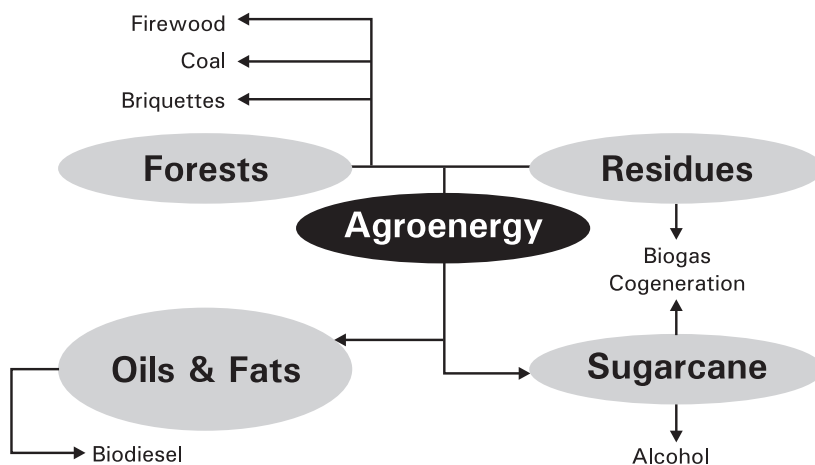 Firewood
Coal
Briquettes
Forests
Residues
Agroenergy
Biogas
Cogeneration
Oils & Fats
Sugarcane
Biodiesel
Alcohol